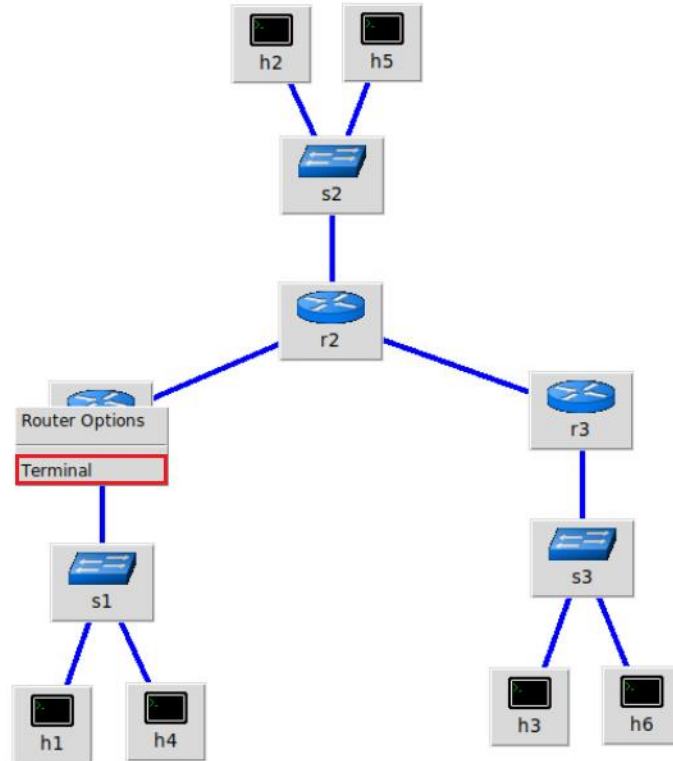 h2
h5
s2
r2
Router Options
Terminal
r3
s1
s3
h1
h4
h3
h6